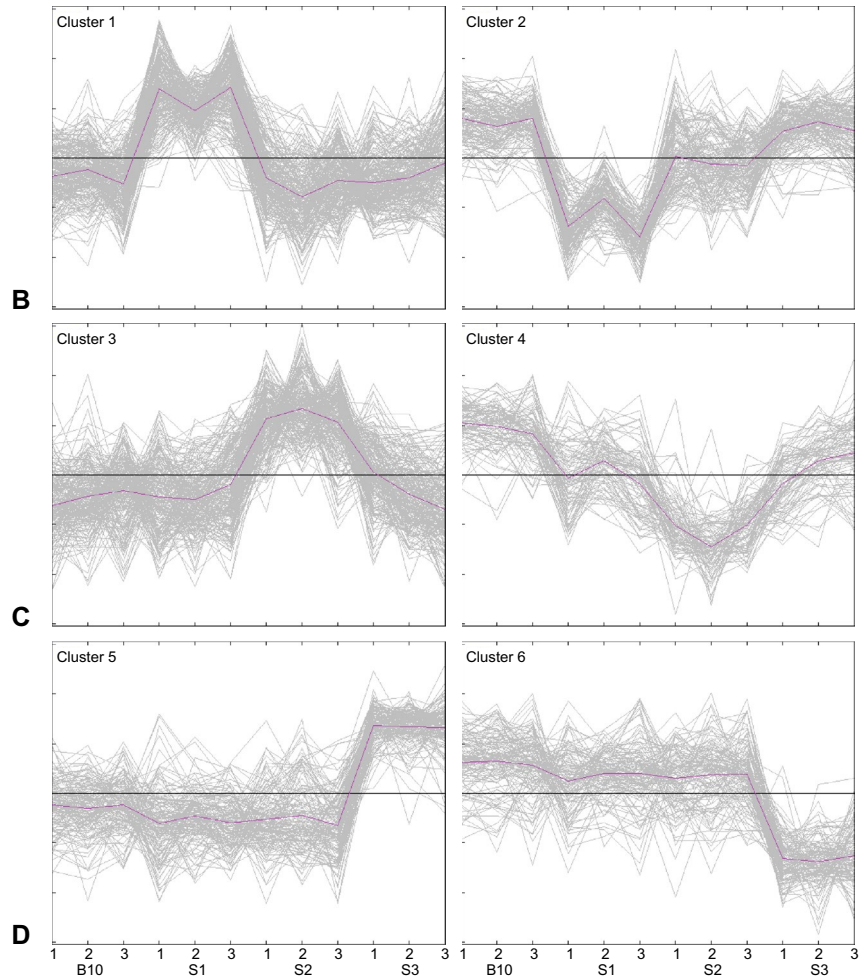 Cluster 1
Cluster 2
B
Cluster 3
Cluster 4
C
Cluster 5
Cluster 6
D
1 2 3 1 2 3 1 2 3 1 2 3
B10 S1 S2 S3
1 2 3 1 2 3 1 2 3 1 2 3
B10 S1 S2 S3